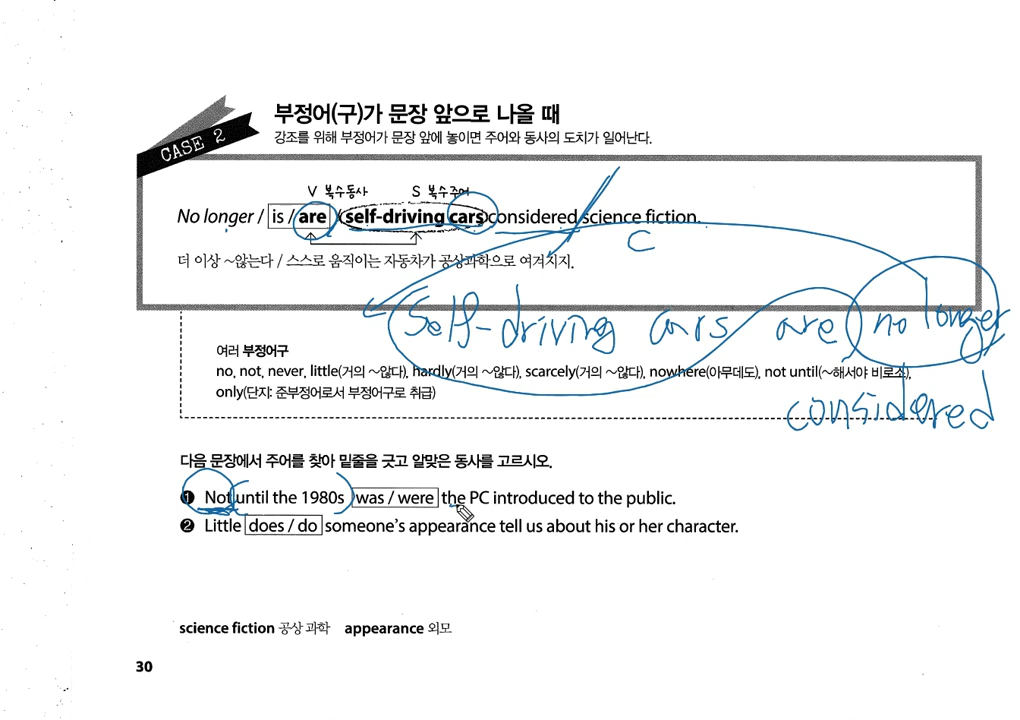 CASE 2
부정어(구)가 문장 앞으로 나올 때
강조를 위해 부정어가 문장 앞에 놓이면 주어와 동사의 도치가 일어난다.
V 복수동사 S 복수주어
No longer / is / are / self-driving cars considered science fiction.
C
더 이상 ~않는다 / 스스로 움직이는 자동차가 공상과학으로 여겨지지.
Self-driving cars are no longer
considered
여러 부정어구
no, not, never, little(거의 ~않다), hardly(거의 ~않다), scarcely(거의 ~않다), nowhere(아무데도), not until(~해서야 비로소),
only(단지: 준부정어로서 부정어구로 취급)
다음 문장에서 주어를 찾아 밑줄을 긋고 알맞은 동사를 고르시오.
❶ Not until the 1980s was / were the PC introduced to the public.
❷ Little does / do someone's appearance tell us about his or her character.
science fiction 공상 과학 appearance 외모
30